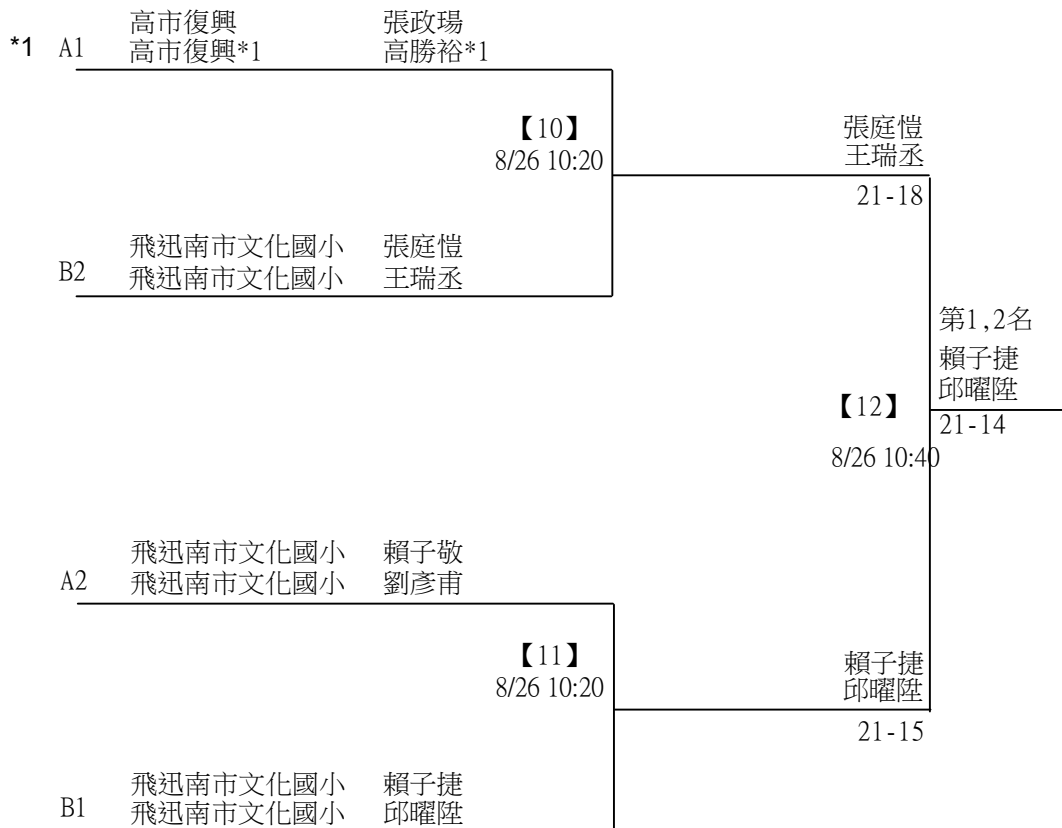 高市復興 張政瑒
*1 A1 高市復興*1 高勝裕*1
【10】
8/26 10:20
張庭愷
王瑞丞
21-18
飛迅南市文化國小 張庭愷
B2 飛迅南市文化國小 王瑞丞
第1,2名
賴子捷
邱曜陞
【12】
21-14
8/26 10:40
飛迅南市文化國小 賴子敬
A2 飛迅南市文化國小 劉彥甫
【11】
8/26 10:20
賴子捷
邱曜陞
21-15
飛迅南市文化國小 賴子捷
B1 飛迅南市文化國小 邱曜陞